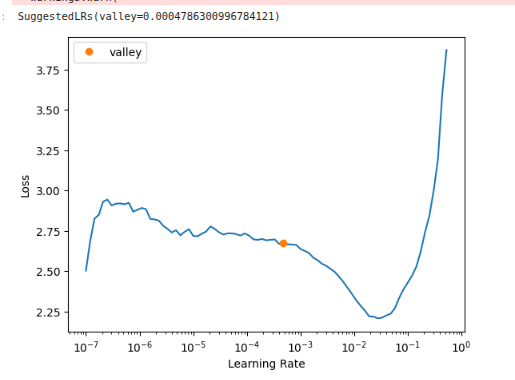 : SuggestedLRs(valley=0.0004786300996784121)
valley
3.75
3.50
3.25
3.00
2.75
2.50
2.25
Loss
10⁻⁷ 10⁻⁶ 10⁻⁵ 10⁻⁴ 10⁻³ 10⁻² 10⁻¹ 10⁰
Learning Rate